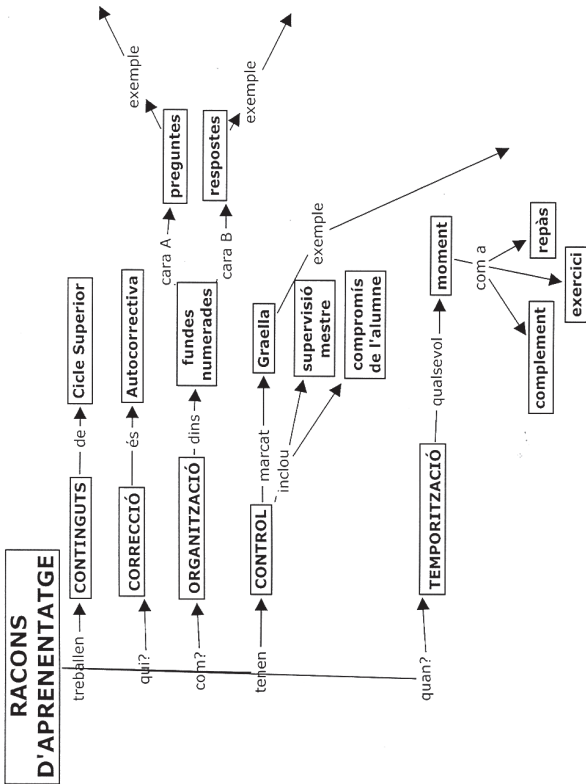 RACONS
D'APRENENTATGE
treballen
CONTINGUTS
de
Cicle Superior
qui?
CORRECCIÓ
és
Autocorrectiva
com?
ORGANITZACIÓ
dins
fundes
numerades
cara A
preguntes
exemple
cara B
respostes
exemple
tenen
CONTROL
marcat
Graella
exemple
inclou
supervisió
mestre
compromís
de l'alumne
quan?
TEMPORITZACIÓ
qualsevol
moment
com a
complement
exercici
repàs